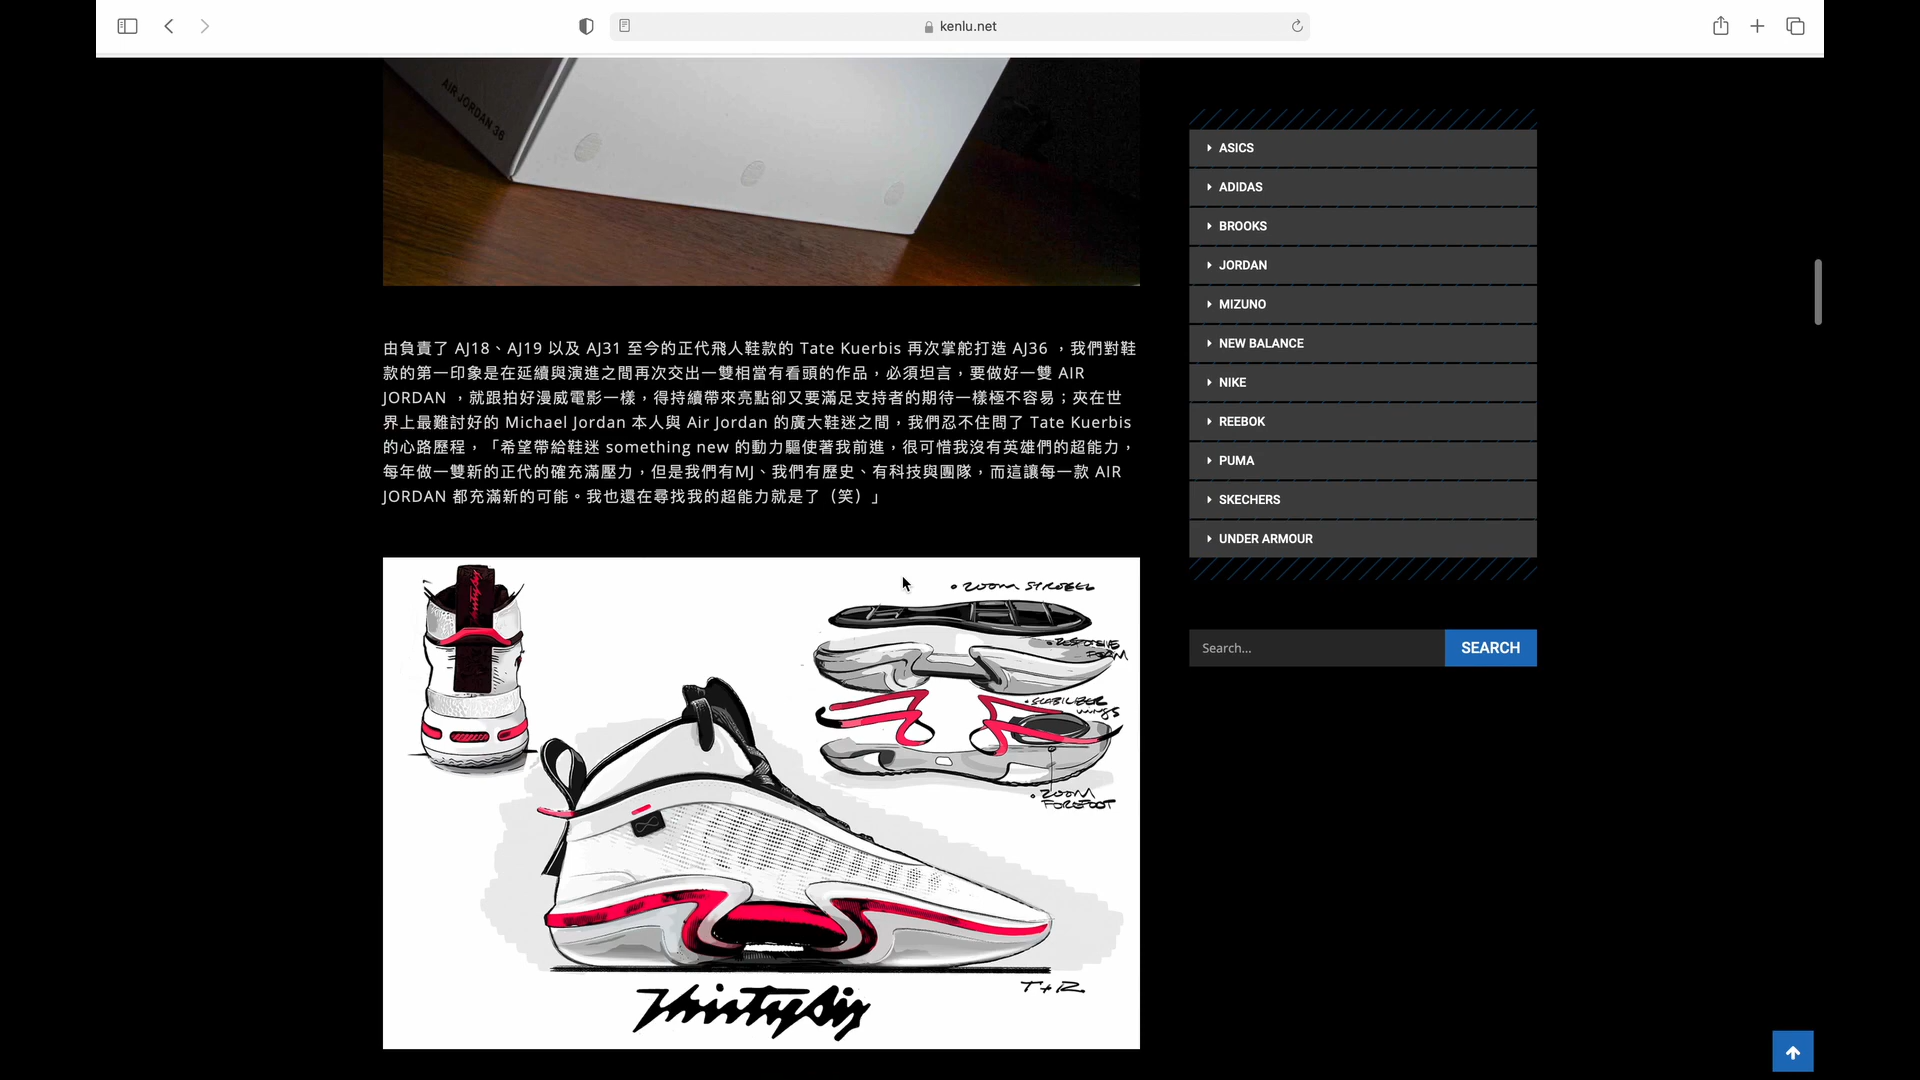 kenlu.net
AIR JORDAN 36
由負責了 AJ18、AJ19 以及 AJ31 至今的正代飛人鞋款的 Tate Kuerbis 再次掌舵打造 AJ36 ，我們對鞋
款的第一印象是在延續與演進之間再次交出一雙相當有看頭的作品，必須坦言，要做好一雙 AIR
JORDAN ，就跟拍好漫威電影一樣，得持續帶來亮點卻又要滿足支持者的期待一樣極不容易；夾在世
界上最難討好的 Michael Jordan 本人與 Air Jordan 的廣大鞋迷之間，我們忍不住問了 Tate Kuerbis
的心路歷程，「希望帶給鞋迷 something new 的動力驅使著我前進，很可惜我沒有英雄們的超能力，
每年做一雙新的正代的確充滿壓力，但是我們有MJ、我們有歷史、有科技與團隊，而這讓每一款 AIR
JORDAN 都充滿新的可能。我也還在尋找我的超能力就是了（笑）」
• ZOOM STROBEL
• RESPONSIVE
FOAM
• STABILIZER
WINGS
• ZOOM
FOREFOOT
T+R
ThirtySix
ASICS
ADIDAS
BROOKS
JORDAN
MIZUNO
NEW BALANCE
NIKE
REEBOK
PUMA
SKECHERS
UNDER ARMOUR
Search...
SEARCH